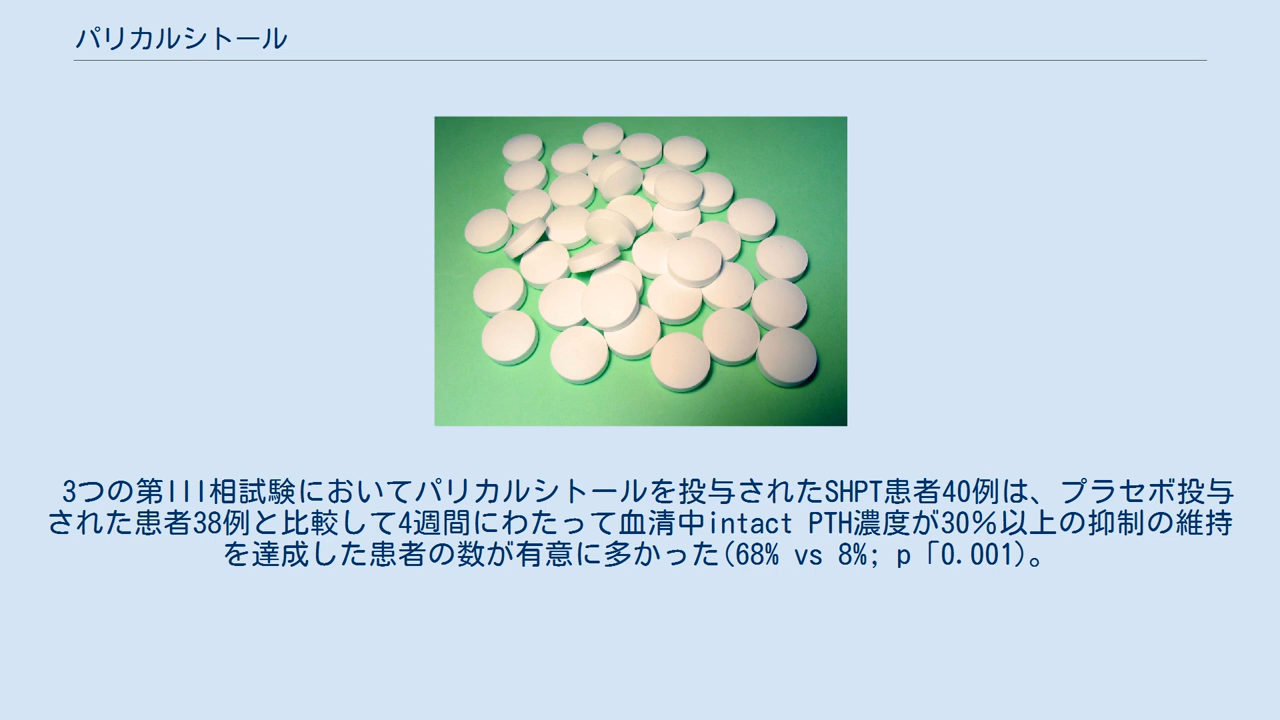 パリカルシトール
3つの第III相試験においてパリカルシトールを投与されたSHPT患者40例は、プラセボ投与
された患者38例と比較して4週間にわたって血清中intact PTH濃度が30％以上の抑制の維持
を達成した患者の数が有意に多かった(68% vs 8%; p「0.001)。